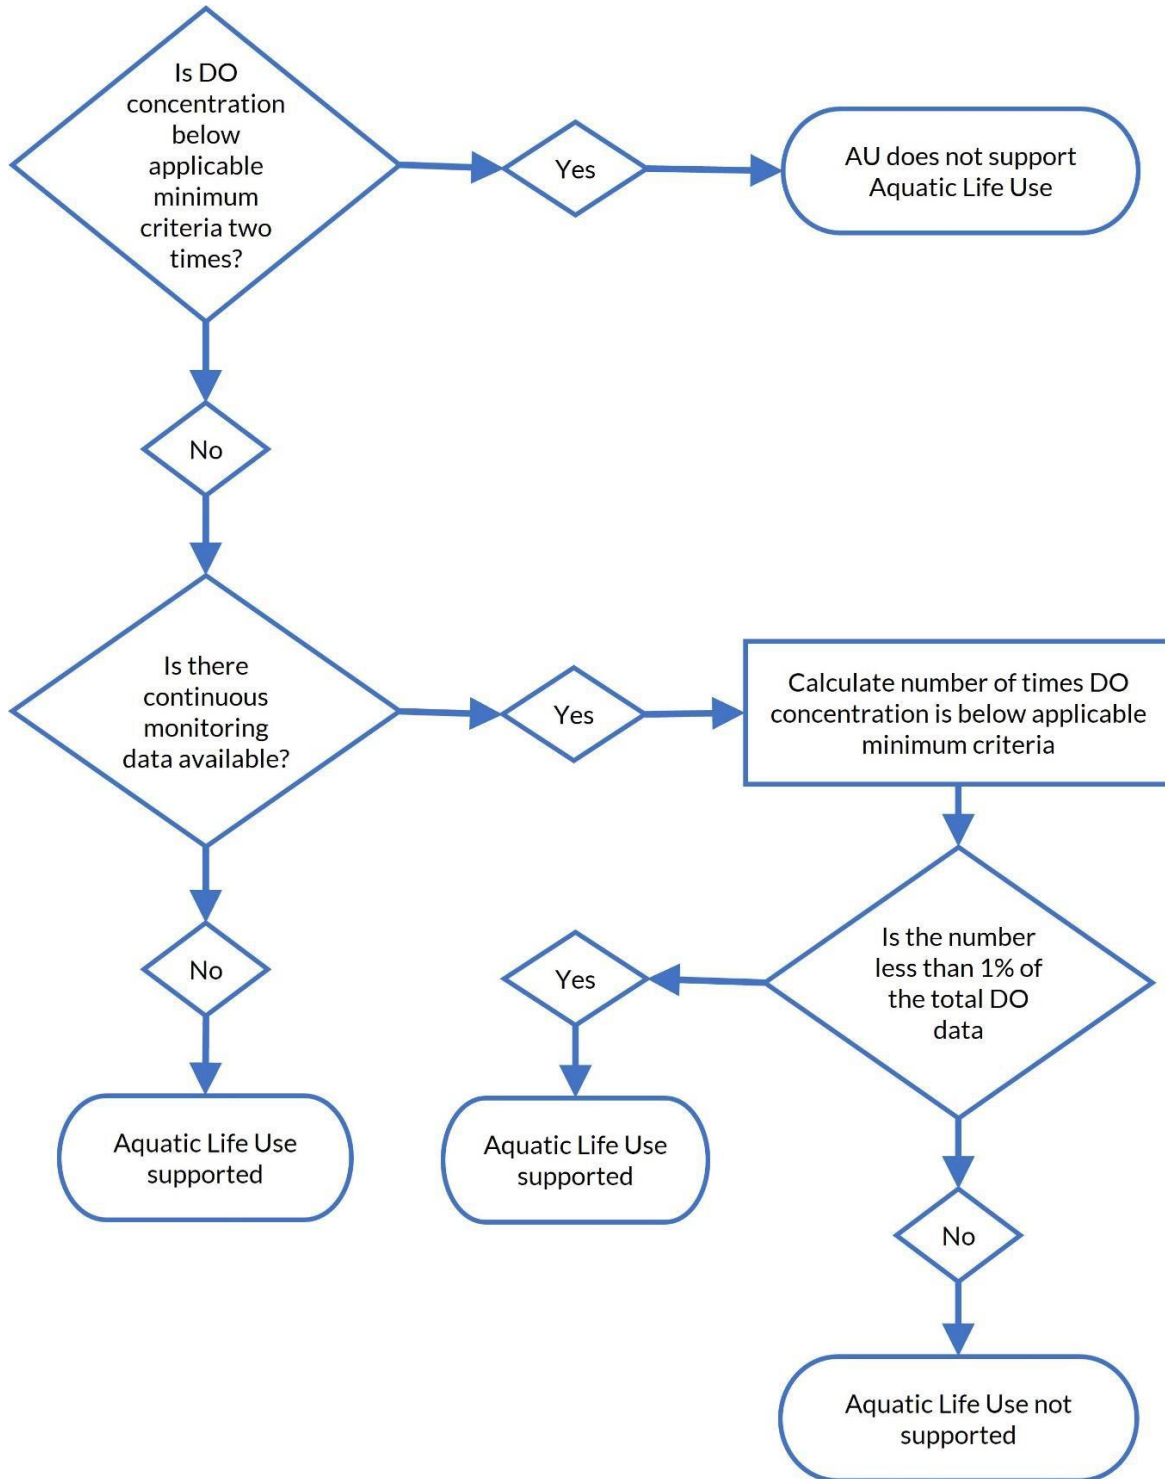 Is DO
concentration
below
applicable
minimum
criteria two
times?
Yes
AU does not support
Aquatic Life Use
No
Is there
continuous
monitoring
data available?
Yes
Calculate number of times DO
concentration is below applicable
minimum criteria
No
Yes
Is the number
less than 1% of
the total DO
data
Aquatic Life Use
supported
Aquatic Life Use
supported
No
Aquatic Life Use not
supported